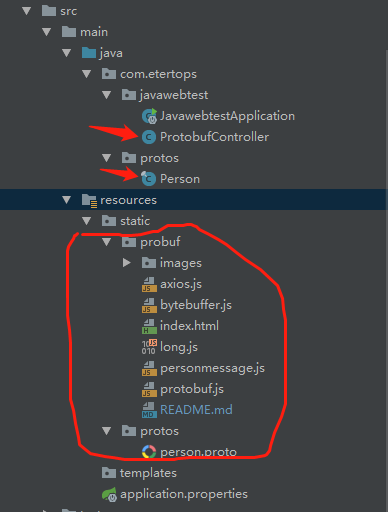 src
main
java
com.etertops
javawebtest
JavawebtestApplication
ProtobufController
protos
Person
resources
static
probuf
images
axios.js
bytebuffer.js
index.html
long.js
personmessage.js
protobuf.js
README.md
protos
person.proto
templates
application.properties